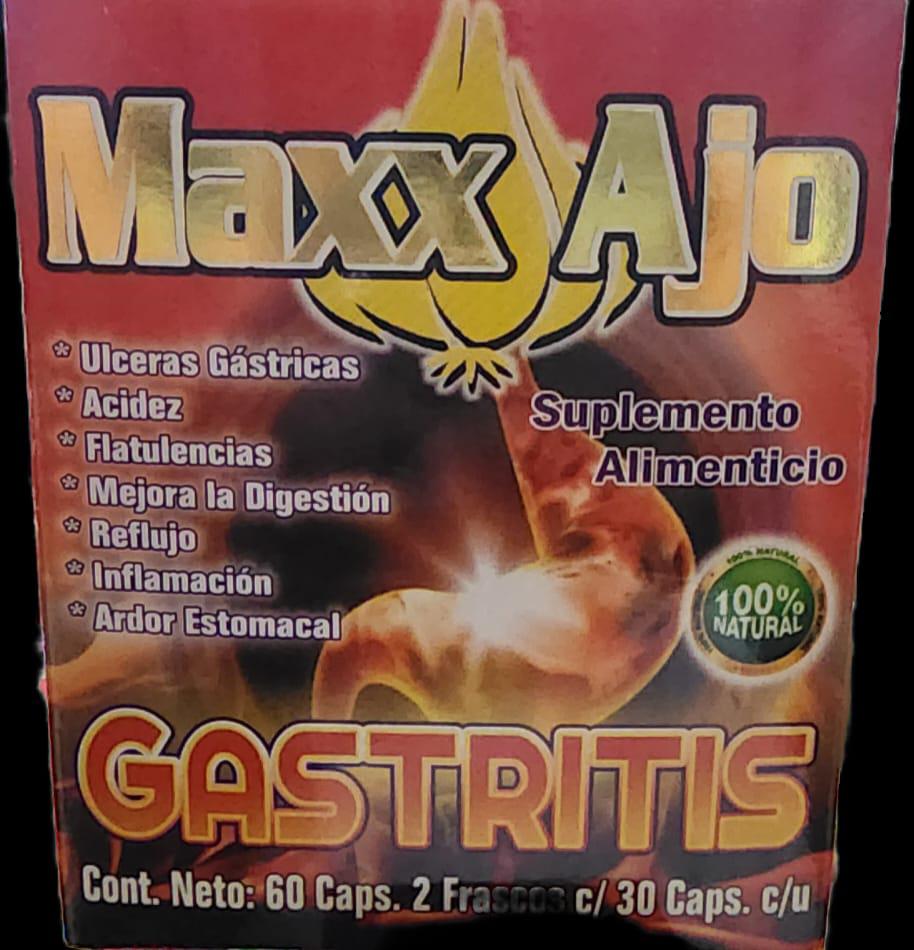 Maxx Ajo
* Ulceras Gástricas
* Acidez
* Flatulencias
* Mejora la Digestión
* Reflujo
* Inflamación
* Ardor Estomacal
Suplemento
Alimenticio
100% NATURAL
100%
NATURAL
GASTRITIS
Cont. Neto: 60 Caps. 2 Frascos c/ 30 Caps. c/u